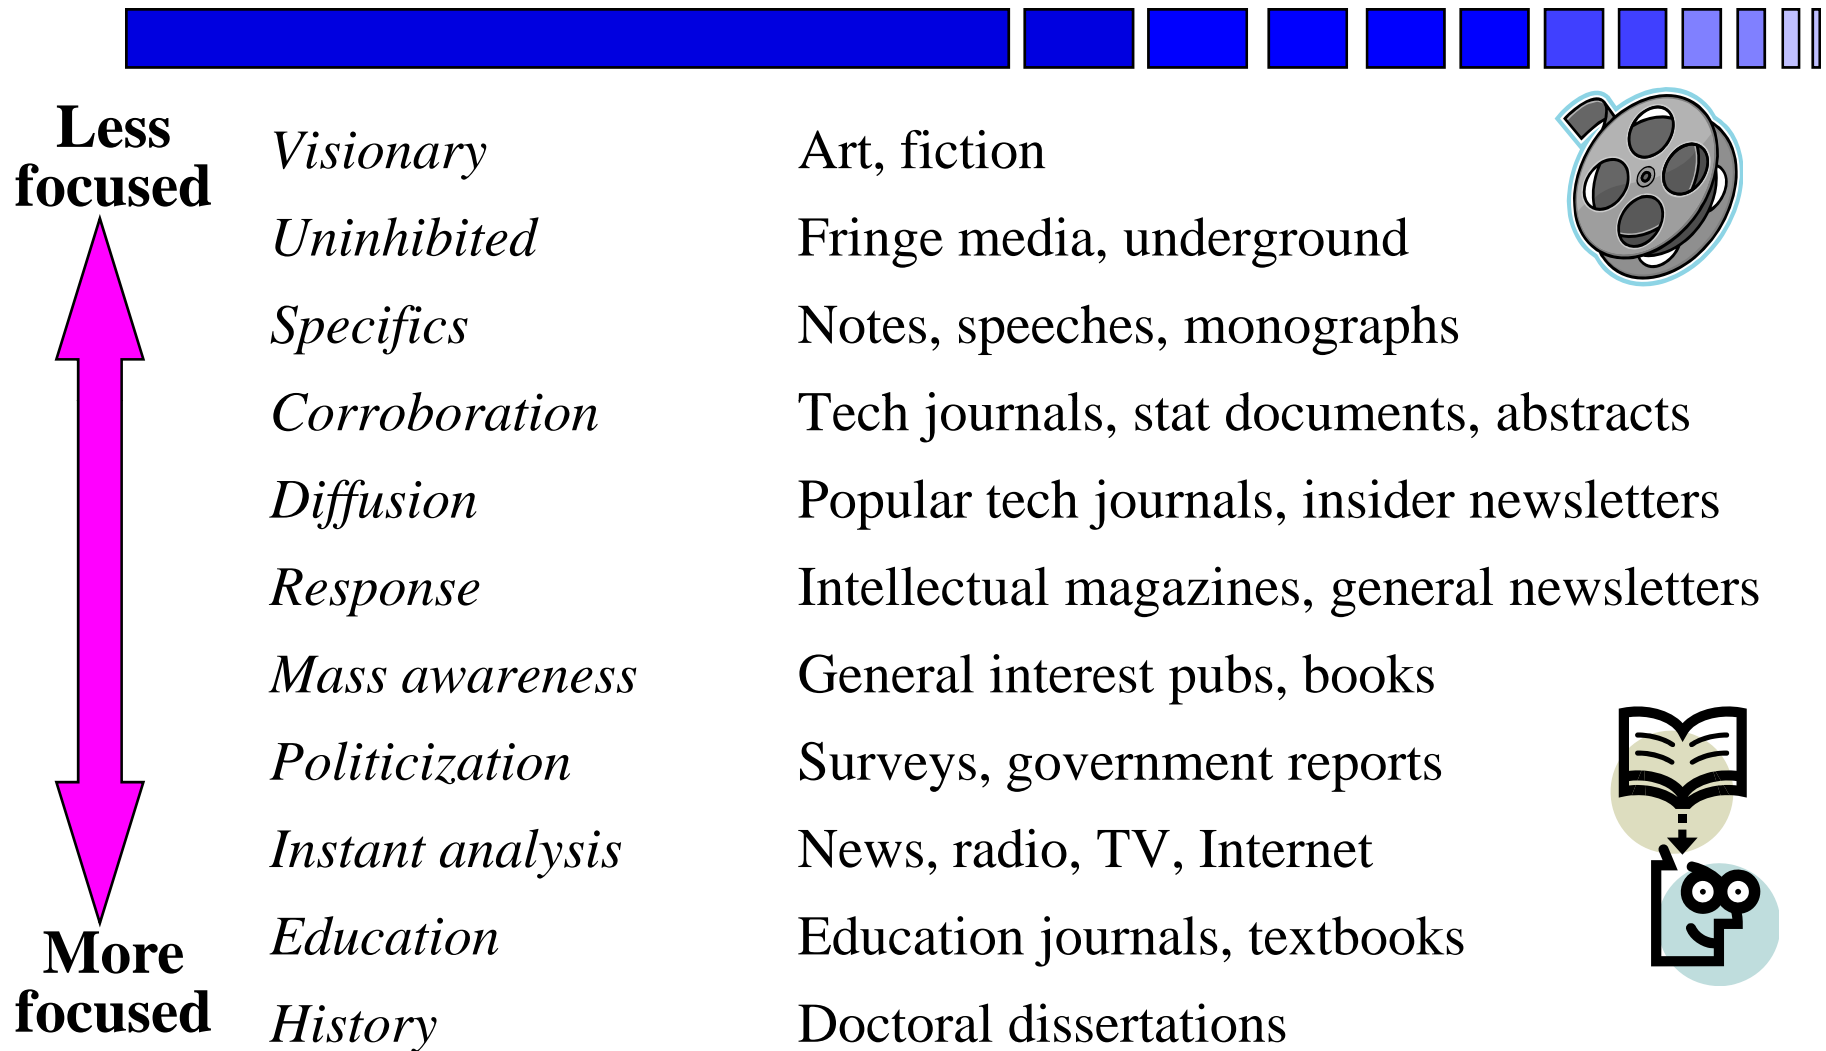 Less
focused
Visionary Art, fiction
Uninhibited Fringe media, underground
Specifics Notes, speeches, monographs
Corroboration Tech journals, stat documents, abstracts
Diffusion Popular tech journals, insider newsletters
Response Intellectual magazines, general newsletters
Mass awareness General interest pubs, books
Politicization Surveys, government reports
Instant analysis News, radio, TV, Internet
Education Education journals, textbooks
More
focused
History Doctoral dissertations